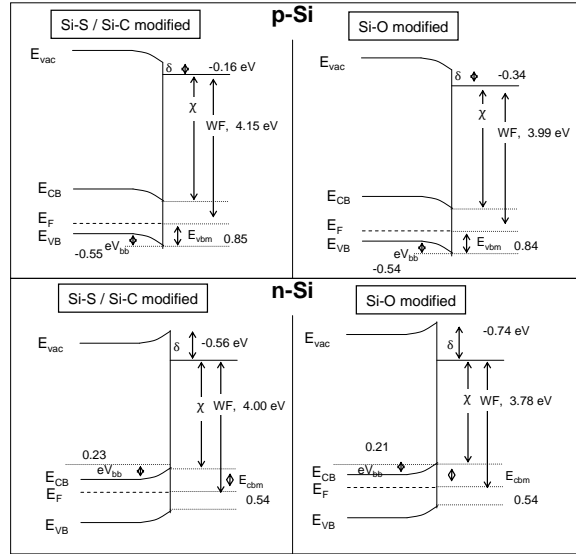 p-Si
Si-S / Si-C modified
E_vac
δ
-0.16 eV
χ
WF, 4.15 eV
E_CB
E_F
E_VB
E_vbm
0.85
eV_bb
-0.55
Si-O modified
E_vac
δ
-0.34
χ
WF, 3.99 eV
E_CB
E_F
E_VB
E_vbm
0.84
eV_bb
-0.54
n-Si
Si-S / Si-C modified
E_vac
δ
-0.56 eV
χ
WF, 4.00 eV
0.23
eV_bb
E_CB
E_cbm
E_F
0.54
E_VB
Si-O modified
E_vac
δ
-0.74 eV
χ
WF, 3.78 eV
0.21
eV_bb
E_CB
E_cbm
E_F
0.54
E_VB